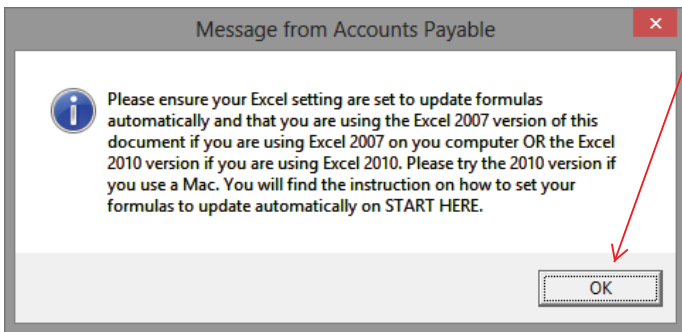 Message from Accounts Payable
Please ensure your Excel setting are set to update formulas
automatically and that you are using the Excel 2007 version of this
document if you are using Excel 2007 on you computer OR the Excel
2010 version if you are using Excel 2010. Please try the 2010 version if
you use a Mac. You will find the instruction on how to set your
formulas to update automatically on START HERE.
OK